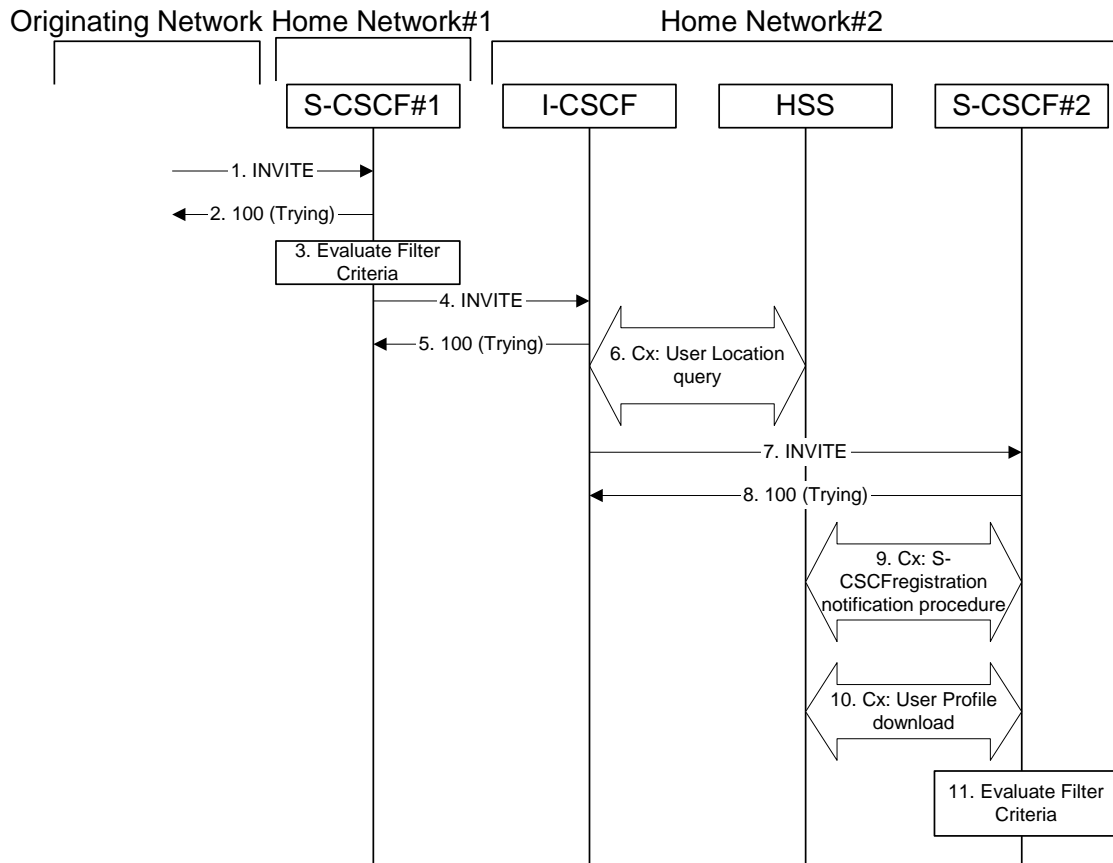 Originating Network Home Network#1 Home Network#2
S-CSCF#1 I-CSCF HSS S-CSCF#2
1. INVITE
2. 100 (Trying)
3. Evaluate Filter
Criteria
4. INVITE
5. 100 (Trying)
6. Cx: User Location
query
7. INVITE
8. 100 (Trying)
9. Cx: S-
CSCFregistration
notification procedure
10. Cx: User Profile
download
11. Evaluate Filter
Criteria